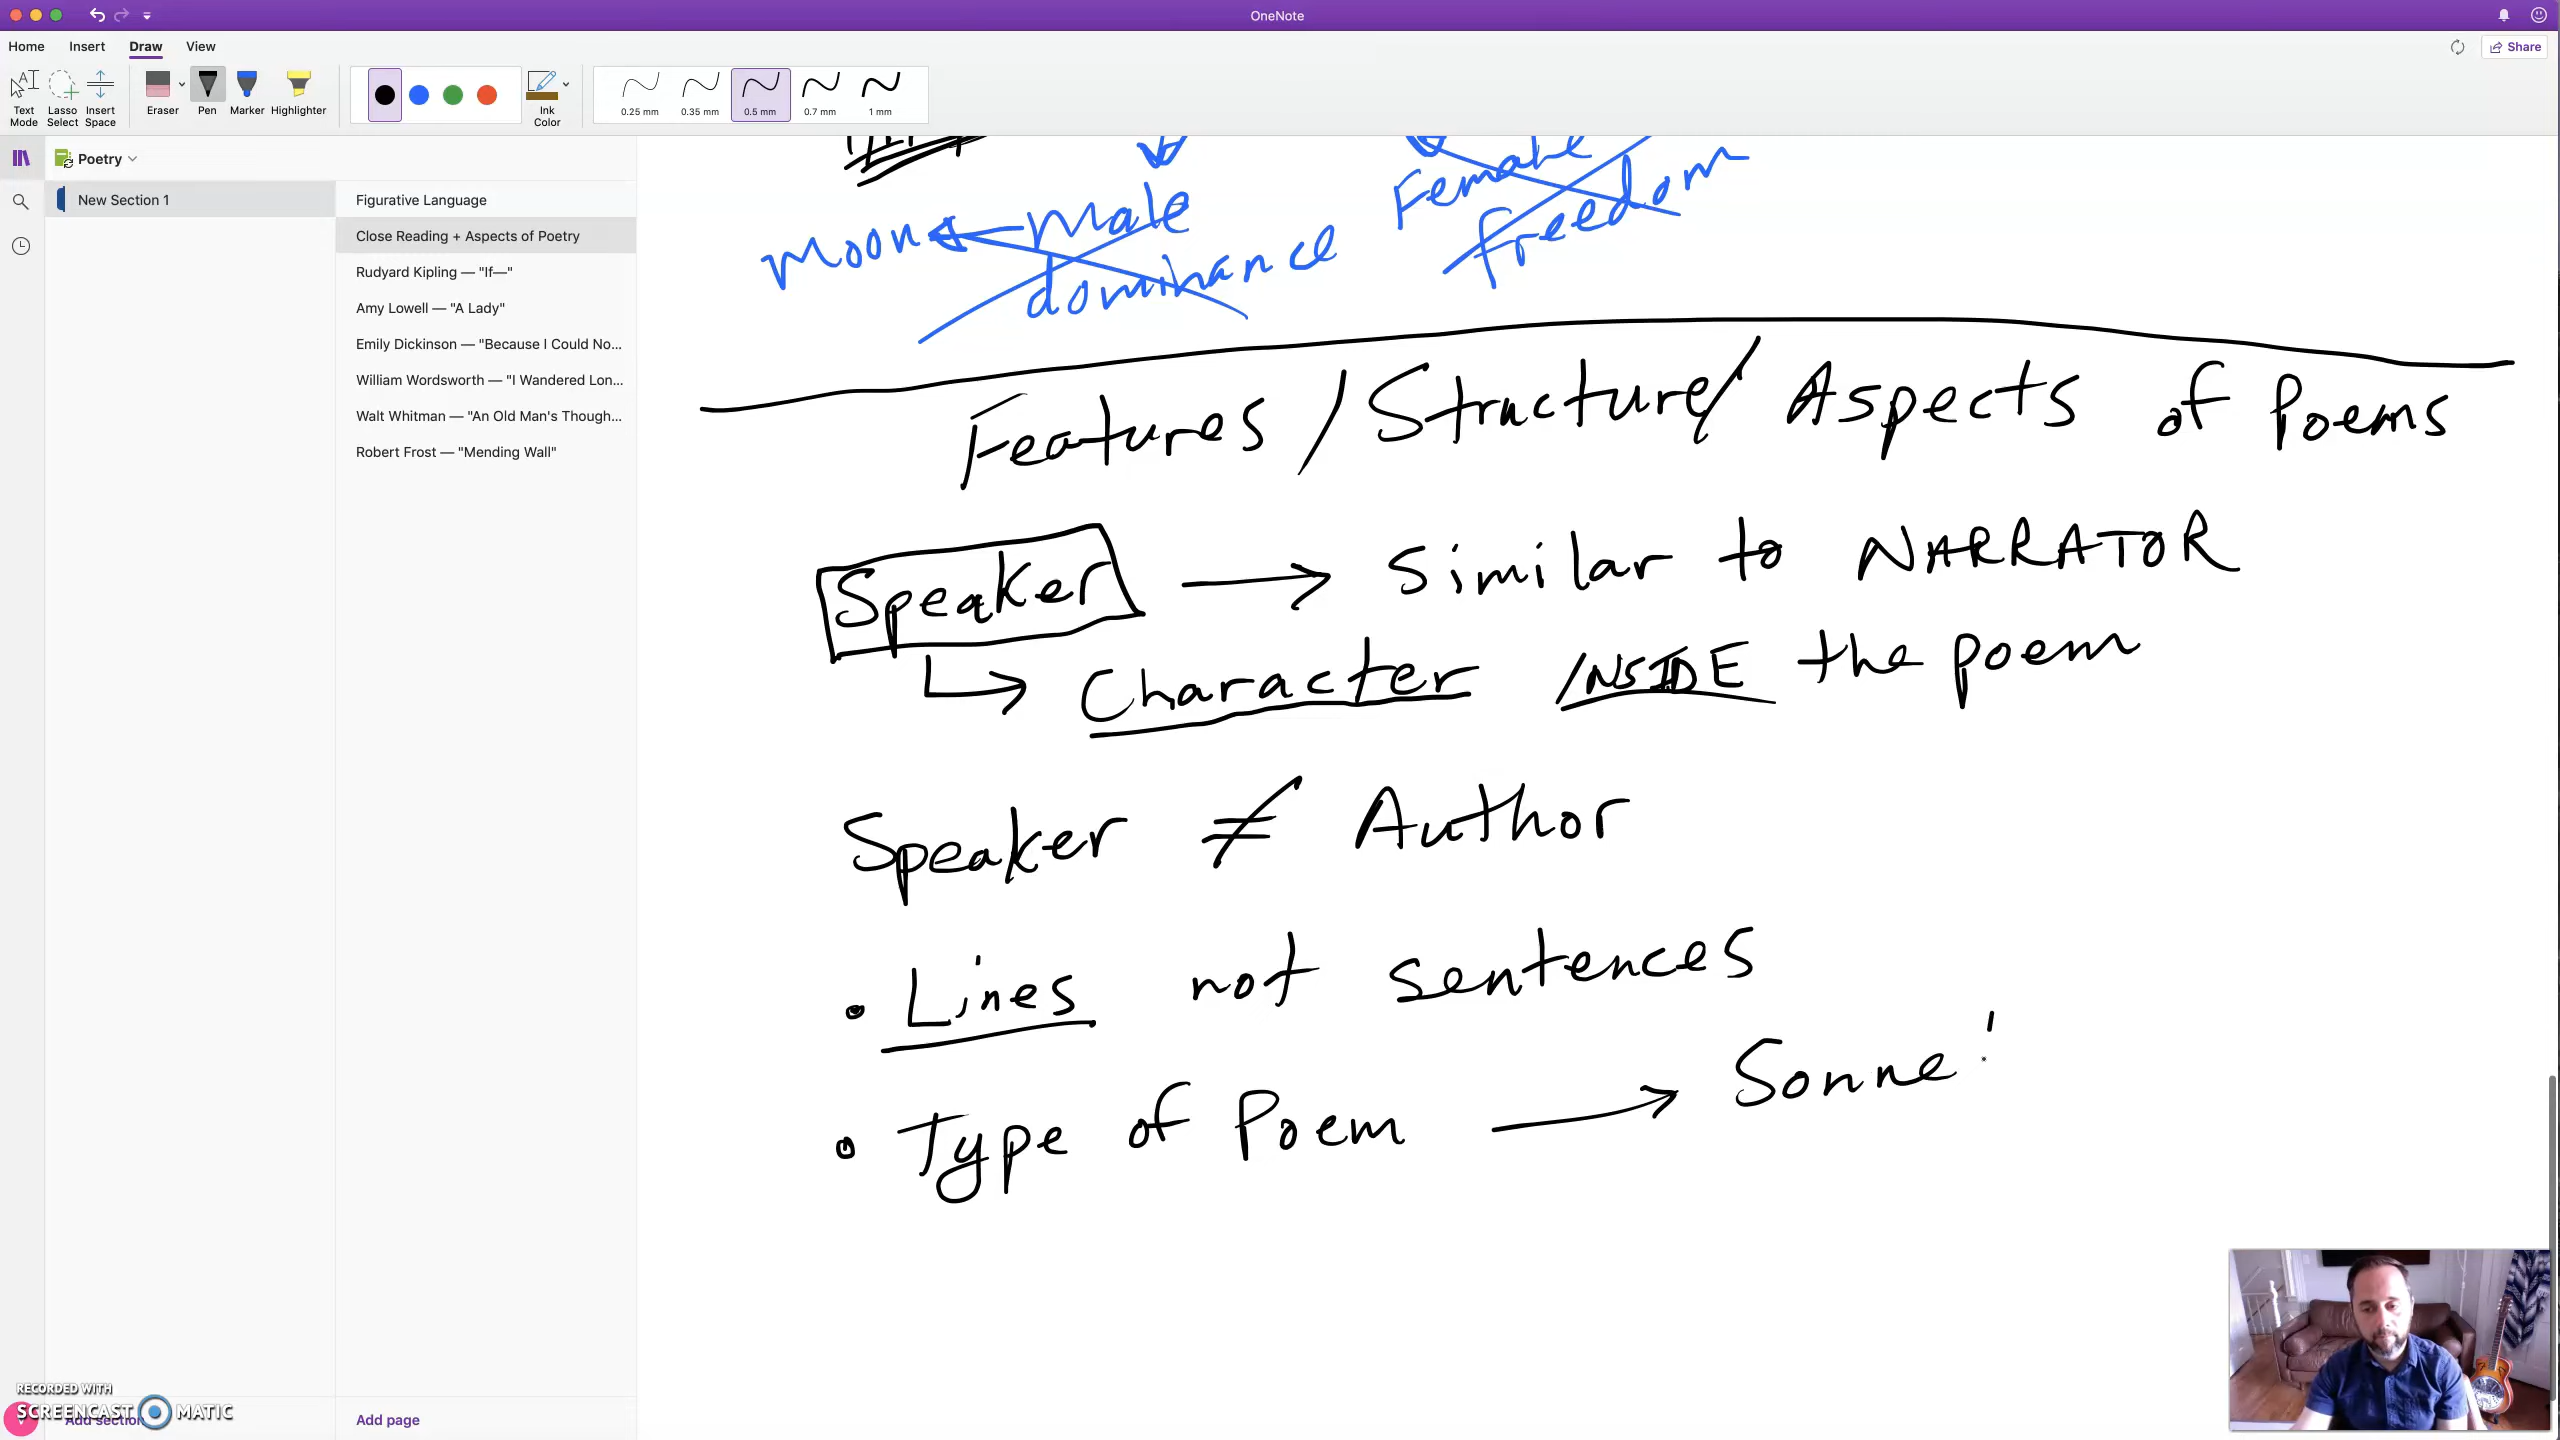 OneNote
Home Insert Draw View
Share
Text Mode
Lasso Select
Insert Space
Eraser
Pen
Marker
Highlighter
Ink Color
0.25 mm
0.35 mm
0.5 mm
0.7 mm
1 mm
Poetry
New Section 1
Figurative Language
Close Reading + Aspects of Poetry
Rudyard Kipling — "If—"
Amy Lowell — "A Lady"
Emily Dickinson — "Because I Could No...
William Wordsworth — "I Wandered Lon...
Walt Whitman — "An Old Man's Though...
Robert Frost — "Mending Wall"
moon male dominance
Female freedom
Features / Structure / Aspects of Poems
Speaker → Similar to NARRATOR
↳ Character INSIDE the poem
Speaker ≠ Author
• Lines not sentences
• Type of Poem → Sonne
RECORDED WITH
SCREENCAST MATIC
Add section
Add page